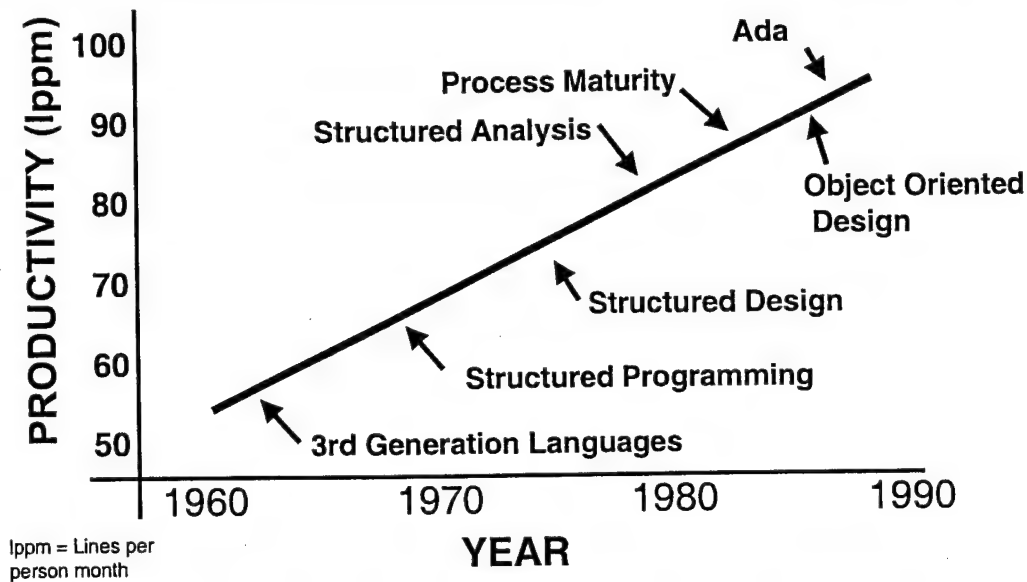 PRODUCTIVITY (lppm)
100
90
80
70
60
50
Ada
Process Maturity
Structured Analysis
Object Oriented
Design
Structured Design
Structured Programming
3rd Generation Languages
1960
1970
1980
1990
YEAR
lppm = Lines per
person month